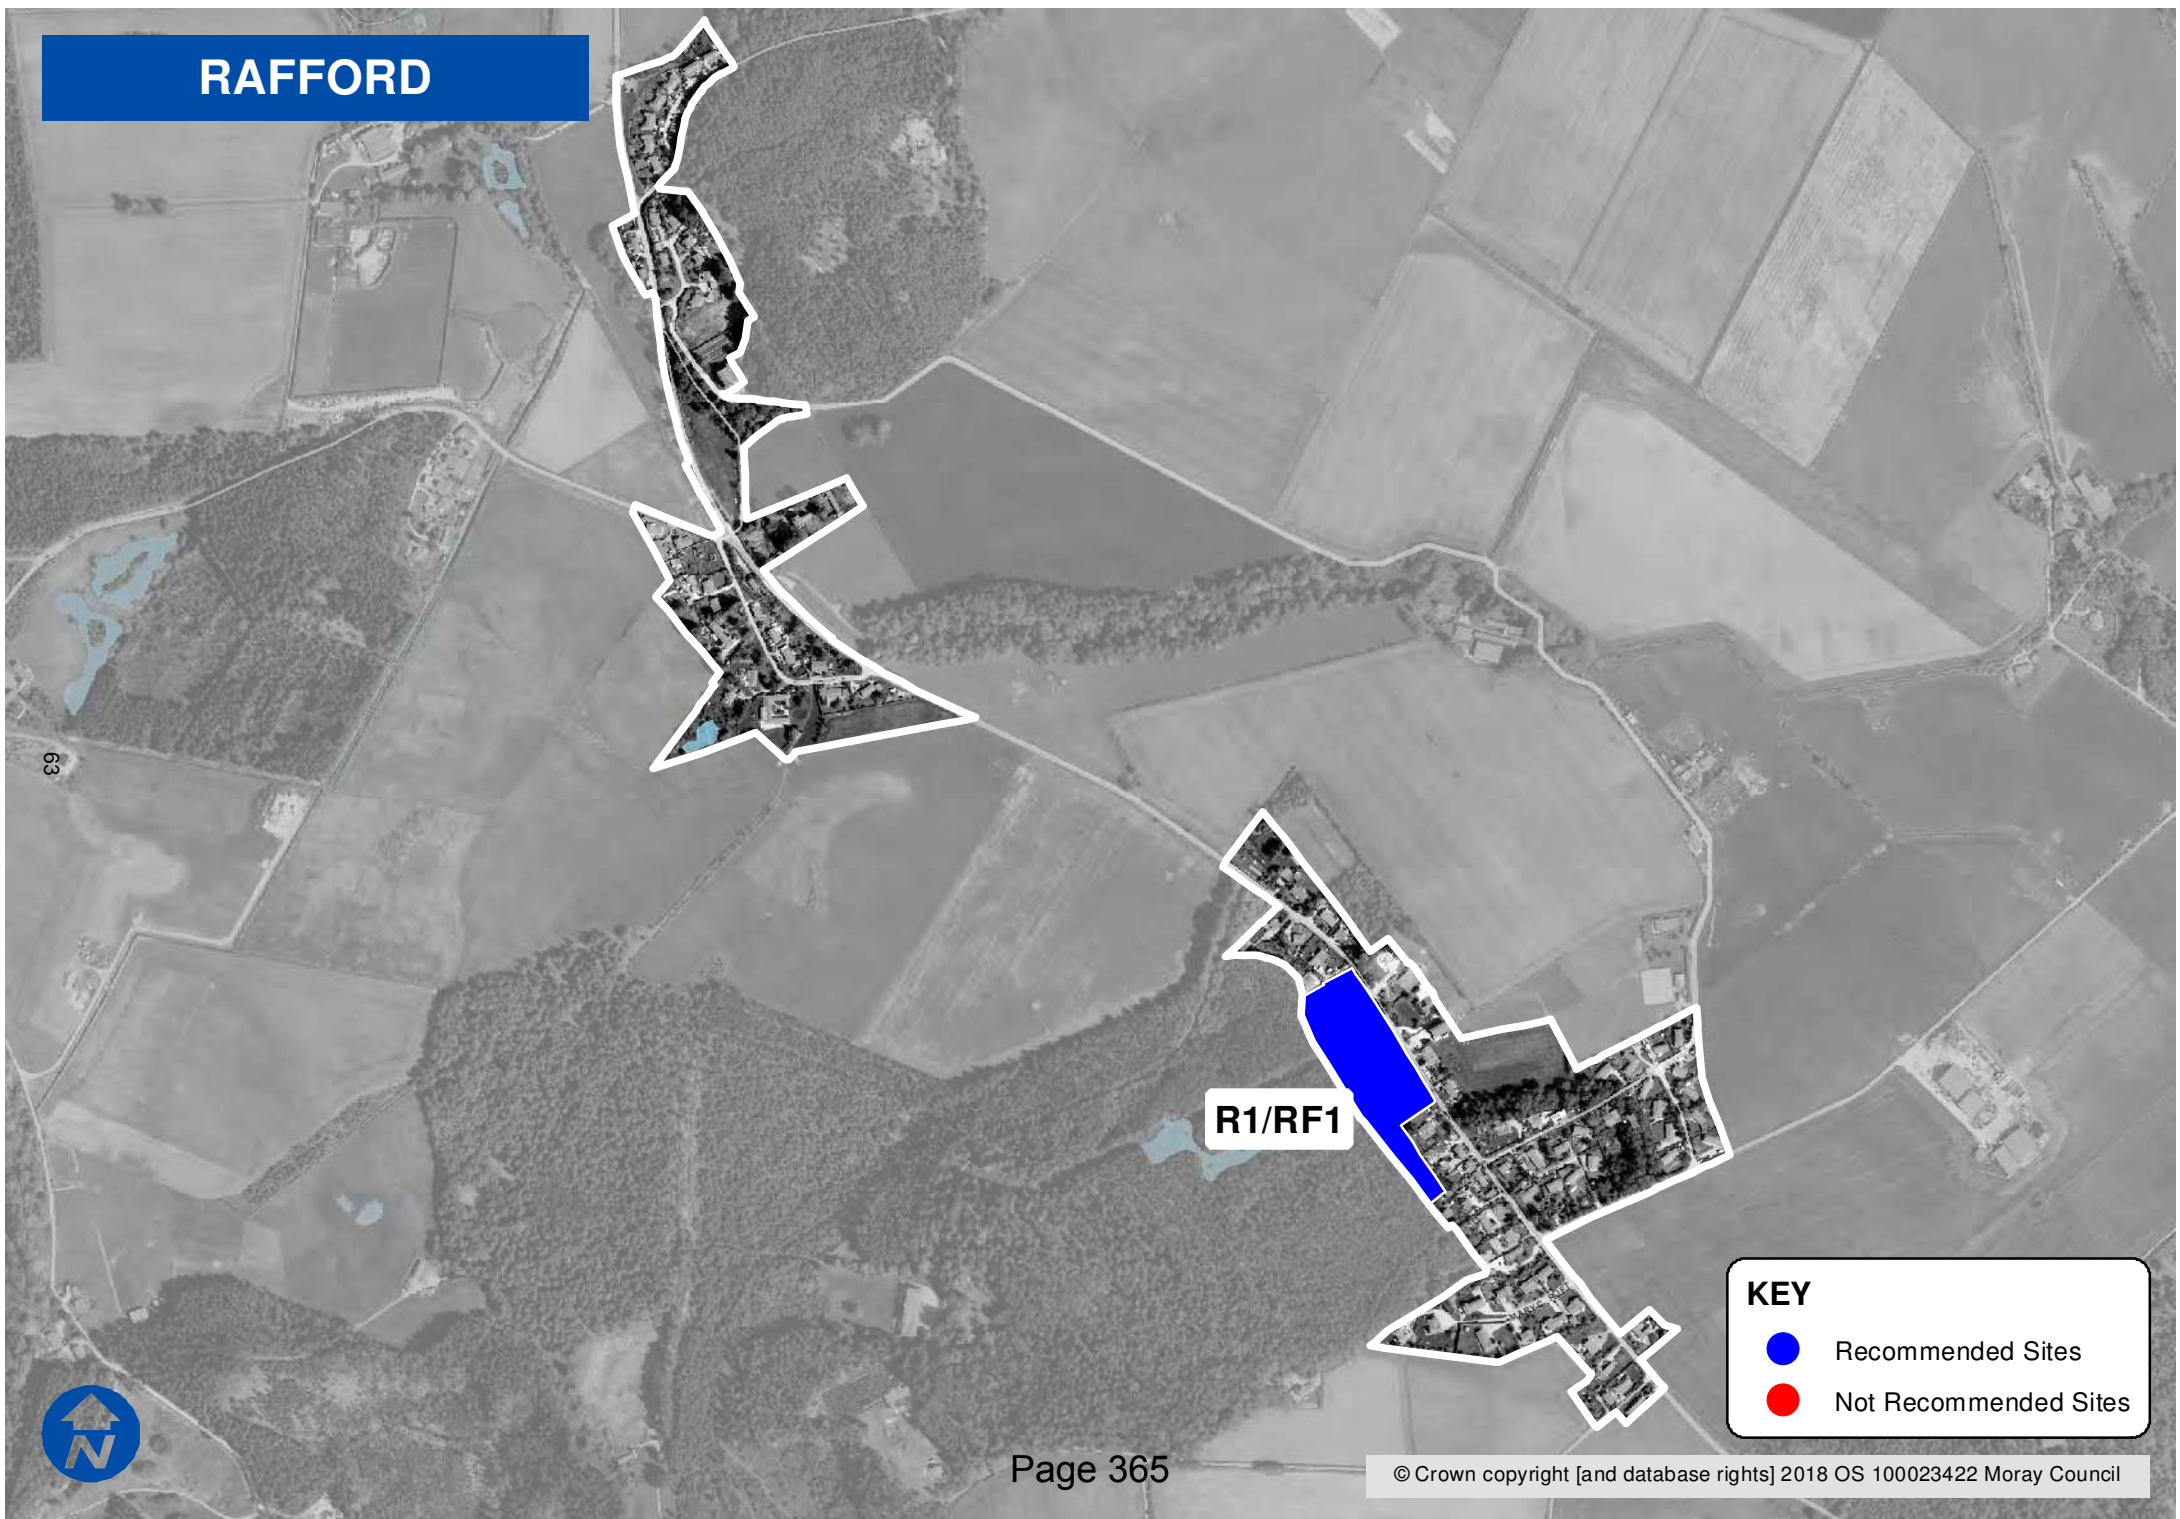 RAFFORD
63
R1/RF1
KEY
Recommended Sites
Not Recommended Sites
N
Page 365
© Crown copyright [and database rights] 2018 OS 100023422 Moray Council